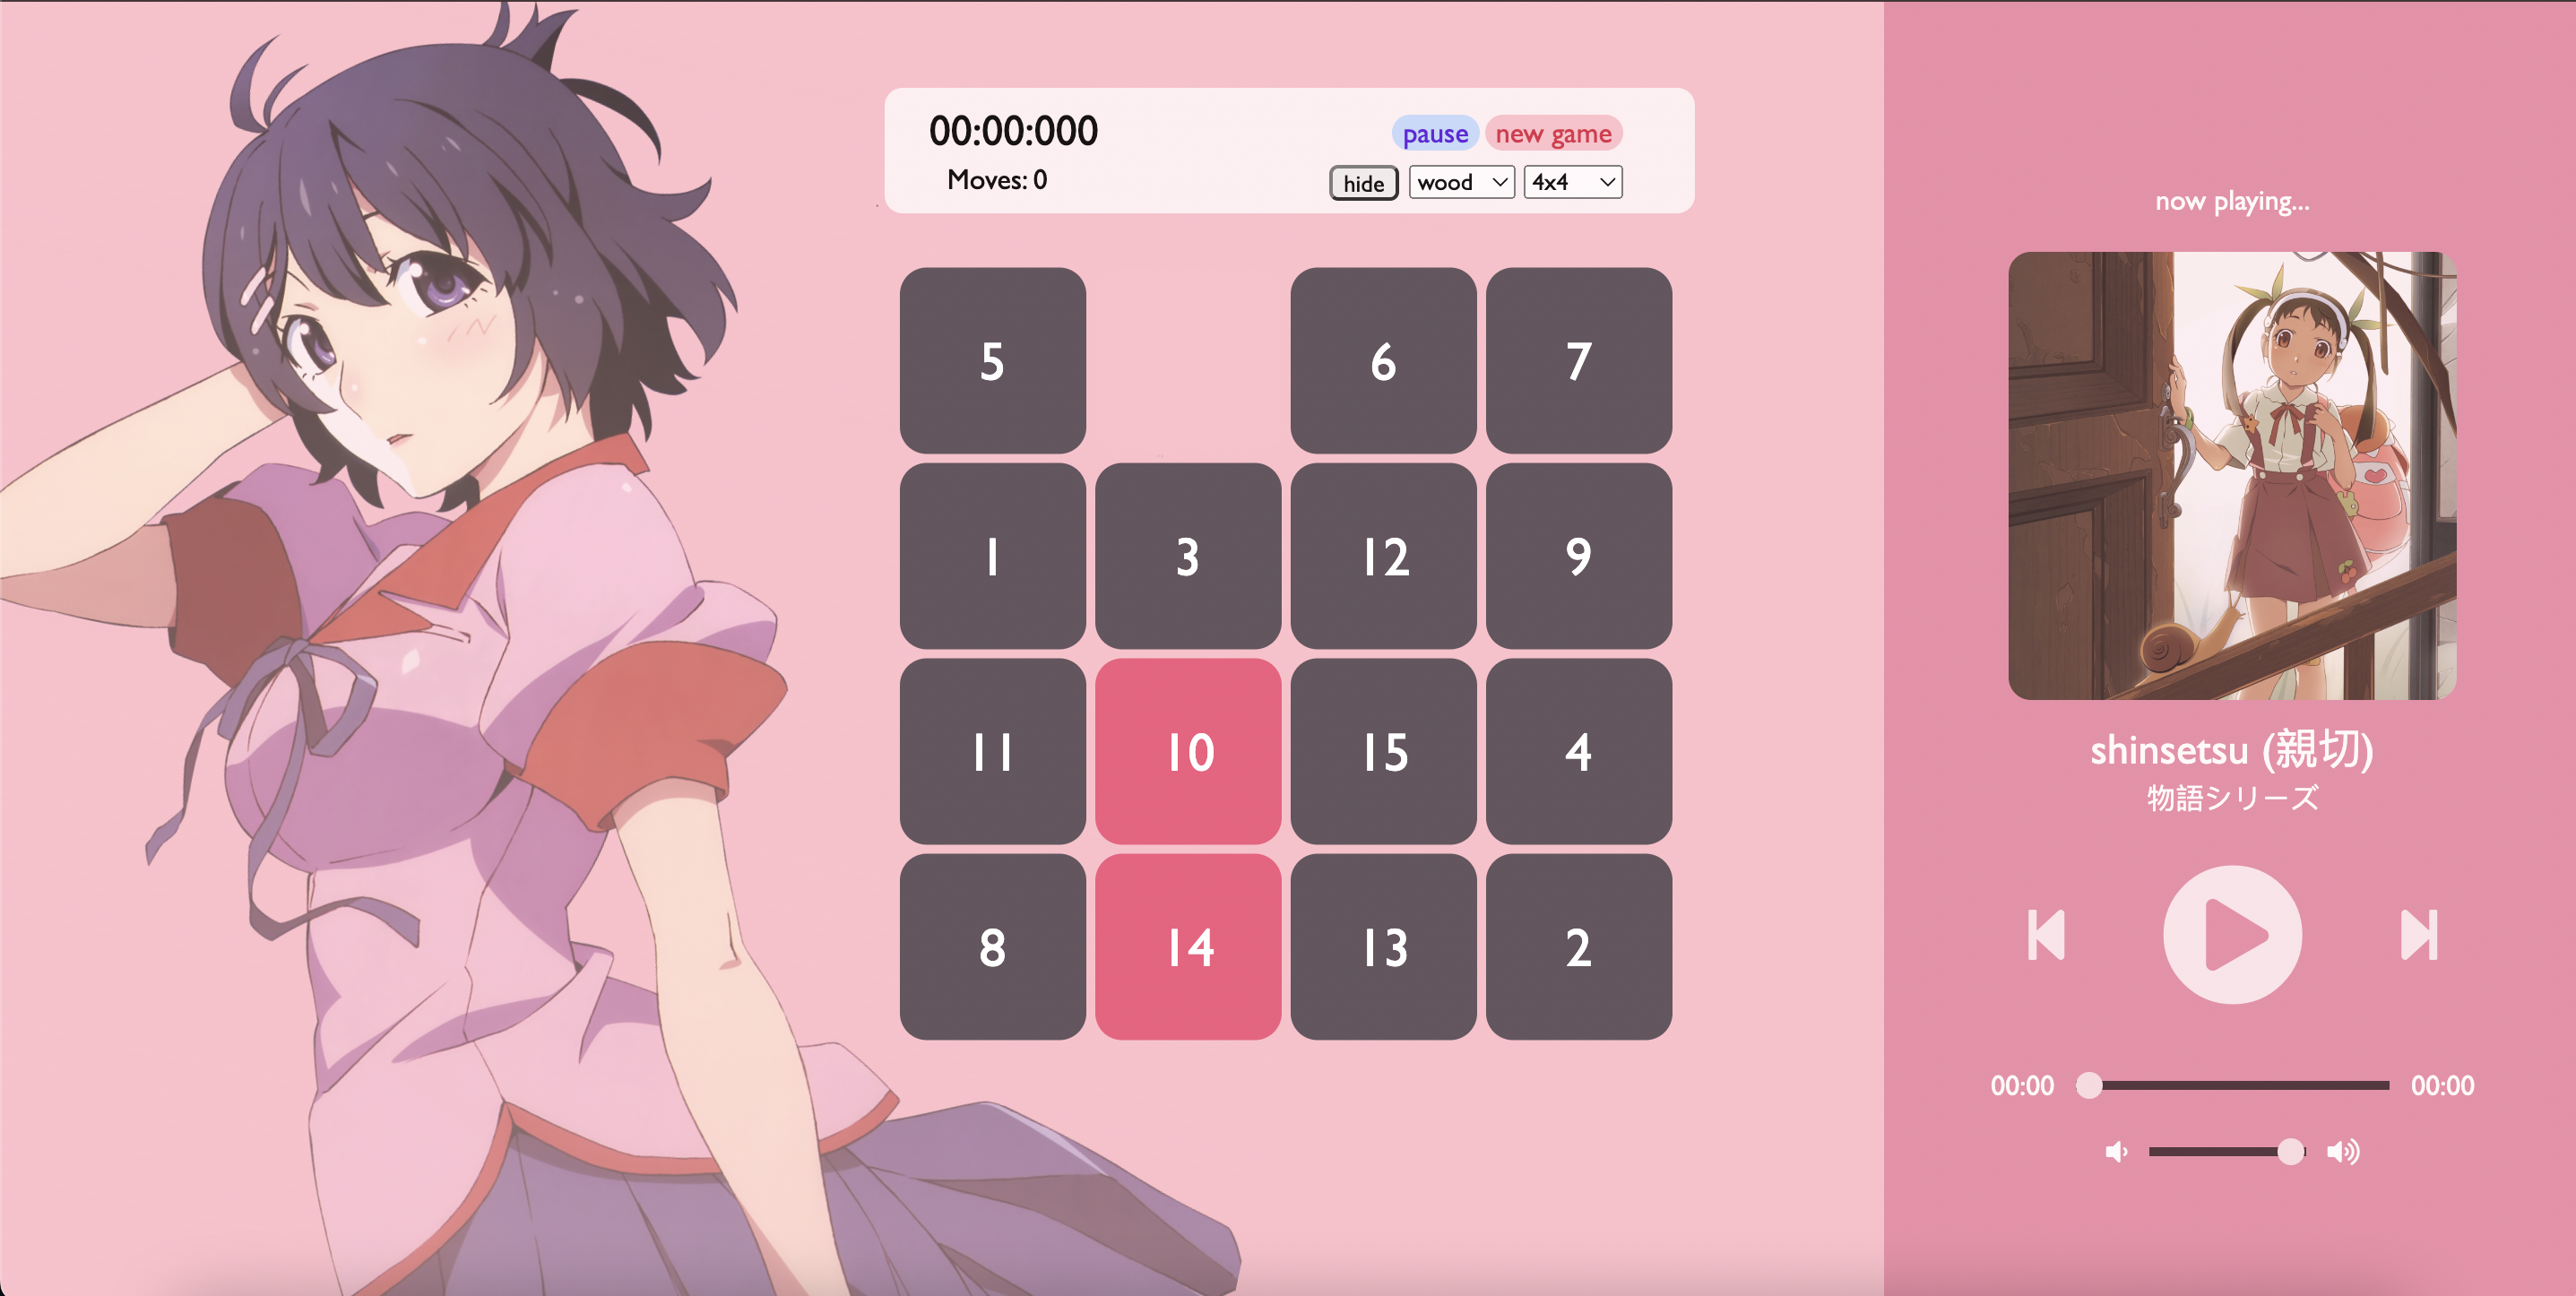 00:00:000
pause new game
Moves: 0
hide wood 4x4
5 6 7
1 3 12 9
11 10 15 4
8 14 13 2
now playing...
shinsetsu (親切)
物語シリーズ
00:00 00:00